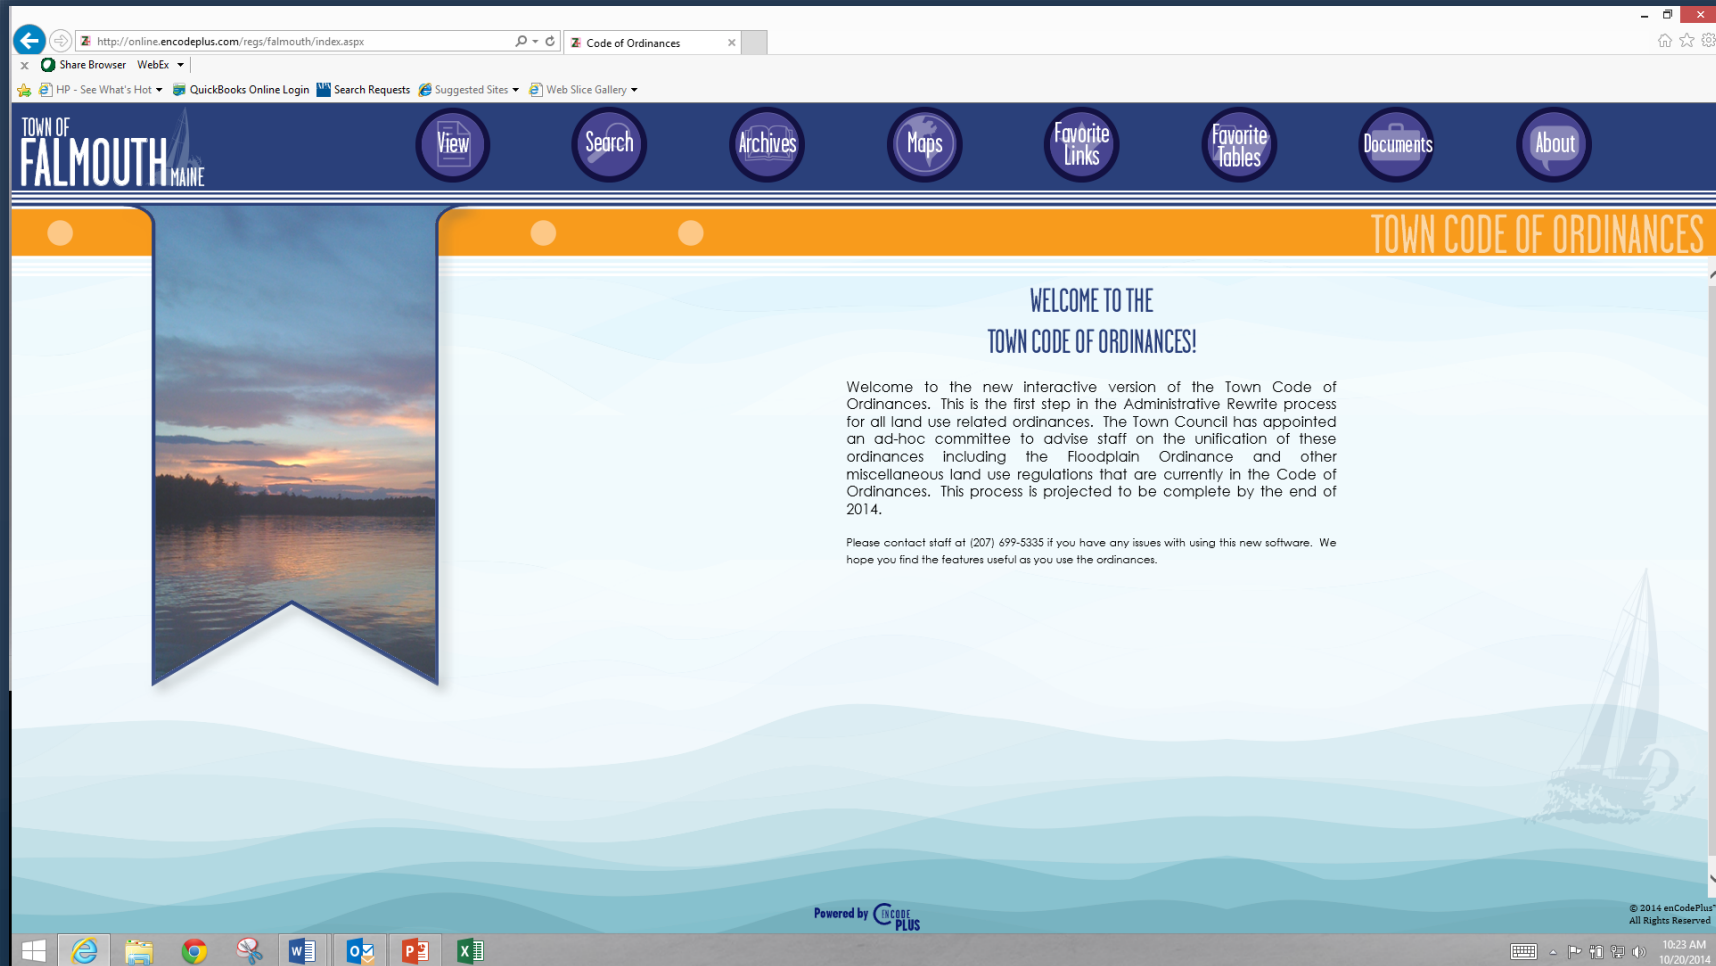 http://online.encodeplus.com/regs/falmouth/index.aspx
Code of Ordinances
x Share Browser WebEx
HP - See What's Hot QuickBooks Online Login Search Requests Suggested Sites Web Slice Gallery
TOWN OF
FALMOUTH
MAINE
View
Search
Archives
Maps
Favorite
Links
Favorite
Tables
Documents
About
TOWN CODE OF ORDINANCES
WELCOME TO THE
TOWN CODE OF ORDINANCES!
Welcome to the new interactive version of the Town Code of
Ordinances. This is the first step in the Administrative Rewrite process
for all land use related ordinances. The Town Council has appointed
an ad-hoc committee to advise staff on the unification of these
ordinances including the Floodplain Ordinance and other
miscellaneous land use regulations that are currently in the Code of
Ordinances. This process is projected to be complete by the end of
2014.
Please contact staff at (207) 699-5335 if you have any issues with using this new software. We
hope you find the features useful as you use the ordinances.
Powered by ENCODE
PLUS
© 2014 enCodePlus™
All Rights Reserved
10:23 AM
10/20/2014